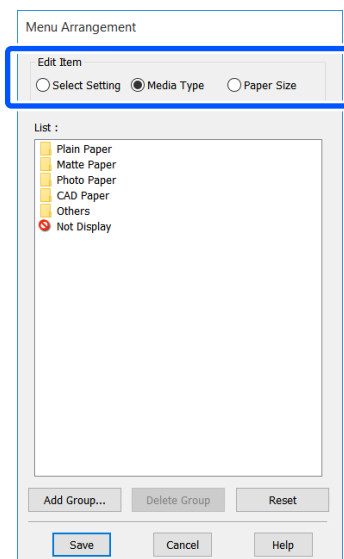 Menu Arrangement
Edit Item
Select Setting Media Type Paper Size
List :
Plain Paper
Matte Paper
Photo Paper
CAD Paper
Others
Not Display
Add Group... Delete Group Reset
Save Cancel Help